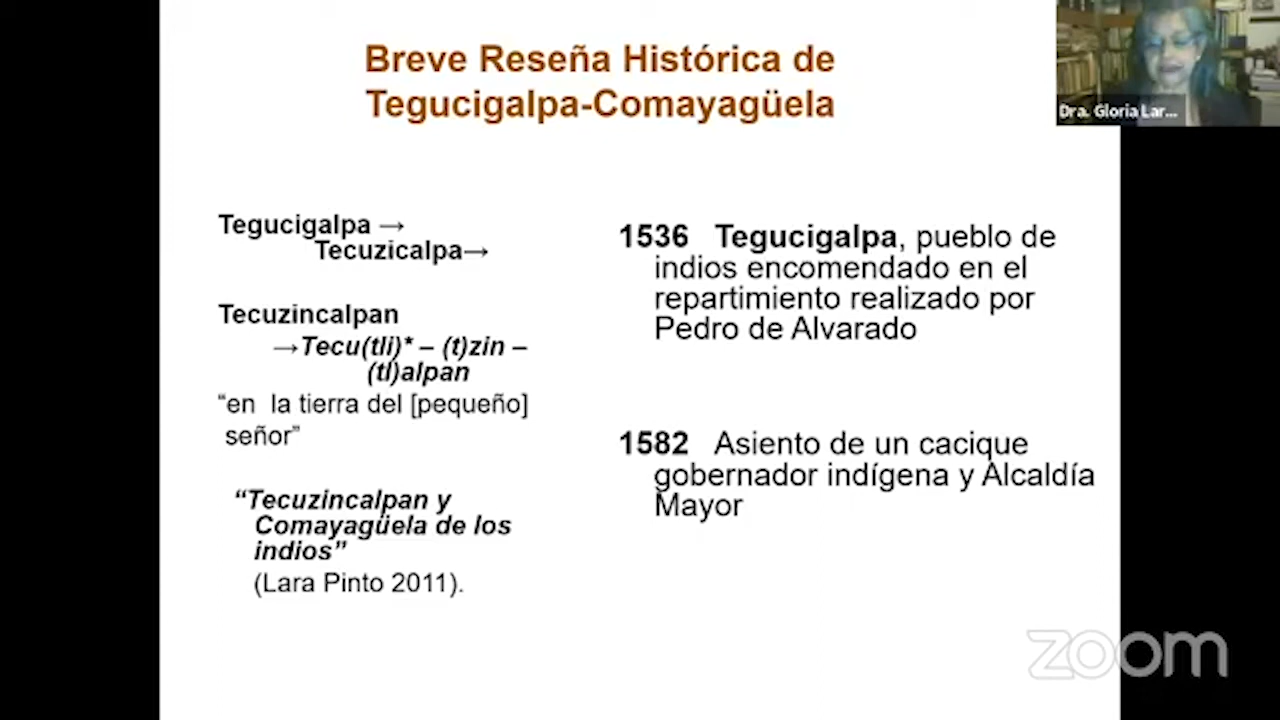 Breve Reseña Histórica de
Tegucigalpa-Comayagüela
Dra. Gloria Lar...
Tegucigalpa →
Tecuzicalpa→
Tecuzincalpan
→Tecu(tli)* – (t)zin –
(tl)alpan
“en la tierra del [pequeño]
señor”
“Tecuzincalpan y
Comayagüela de los
indios”
(Lara Pinto 2011).
1536 Tegucigalpa, pueblo de
indios encomendado en el
repartimiento realizado por
Pedro de Alvarado
1582 Asiento de un cacique
gobernador indígena y Alcaldía
Mayor
zoom